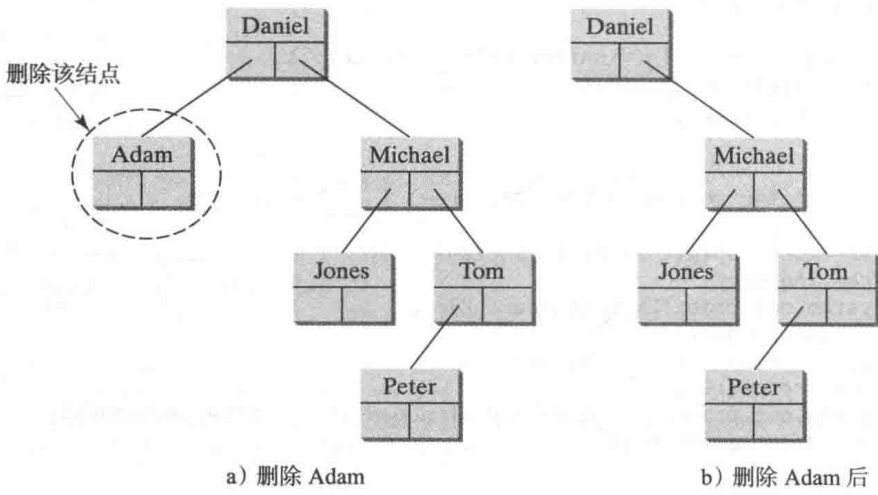 Daniel
删除该结点
Adam
Michael
Jones
Tom
Peter
a) 删除 Adam
Daniel
Michael
Jones
Tom
Peter
b) 删除 Adam 后